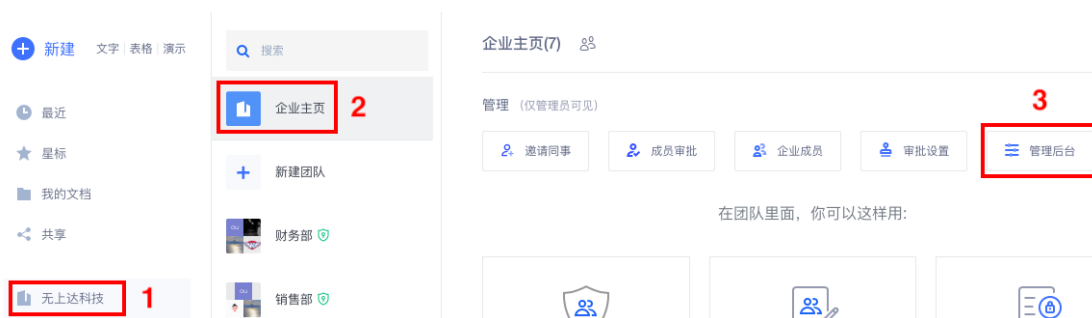 新建 文字 | 表格 | 演示
最近
星标
我的文档
共享
无上达科技 1
搜索
企业主页 2
新建团队
OU
财务部
OU
销售部
企业主页(7)
管理 (仅管理员可见)
3
邀请同事 成员审批 企业成员 审批设置 管理后台
在团队里面，你可以这样用: